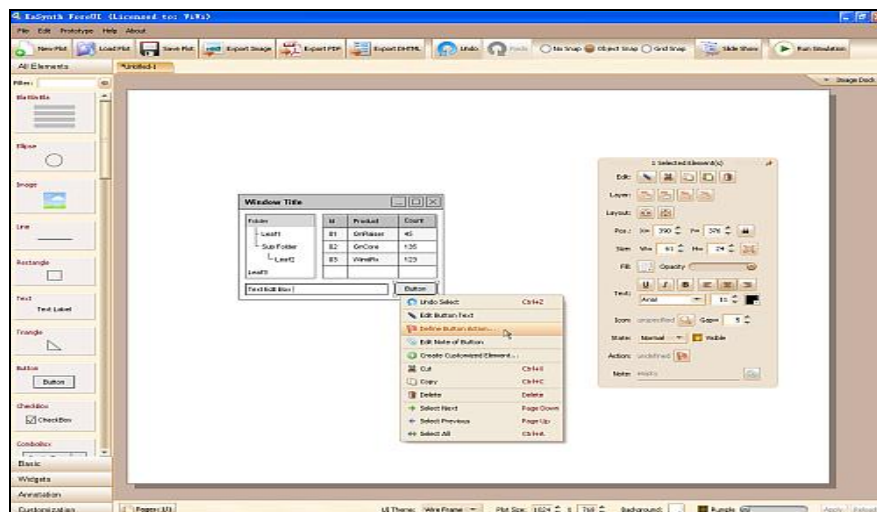 EaSynth ForeUI (Licensed to: ViVi)
File Edit Prototype Help About
New Plot Load Plot Save Plot Export Image Export PDF Export DHTML Undo Redo No Snap Object Snap Grid Snap Slide Show Run Simulation
All Elements *Untitled-1
Filter: Image Dock
Bla Bla Bla
Ellipse
Image
Line
Rectangle
Text
Text Label
Triangle
Button
Button
CheckBox
CheckBox
ComboBox
Basic
Widgets
Annotation
Customization
Window Title
Folder Id Product Count
Leaf1 01 OnRaiser 45
Sub Folder 02 OnCore 135
Leaf2 03 123
Leaf3
Text Edit Box Button
Undo Select Ctrl+Z
Edit Button Text
Define Button Action...
Edit Note of Button
Create Customized Element...
Cut Ctrl+X
Copy Ctrl+C
Delete Delete
Select Next Page Down
Select Previous Page Up
Select All Ctrl+A
1 Selected Element(s)
Edit:
Layer:
Layout:
Pos.: X= 390 Y= 376
Size: W= 61 H= 24
Fill: Opacity
U I B E
Text:
Arial 11
Icon: unspecified Gap= 5
State: Normal Visible
Action: undefined
Note: empty
Pages (1/1) UI Theme: Wire Frame Plot Size: 1024 X 768 Background: Rumple Apply Reload